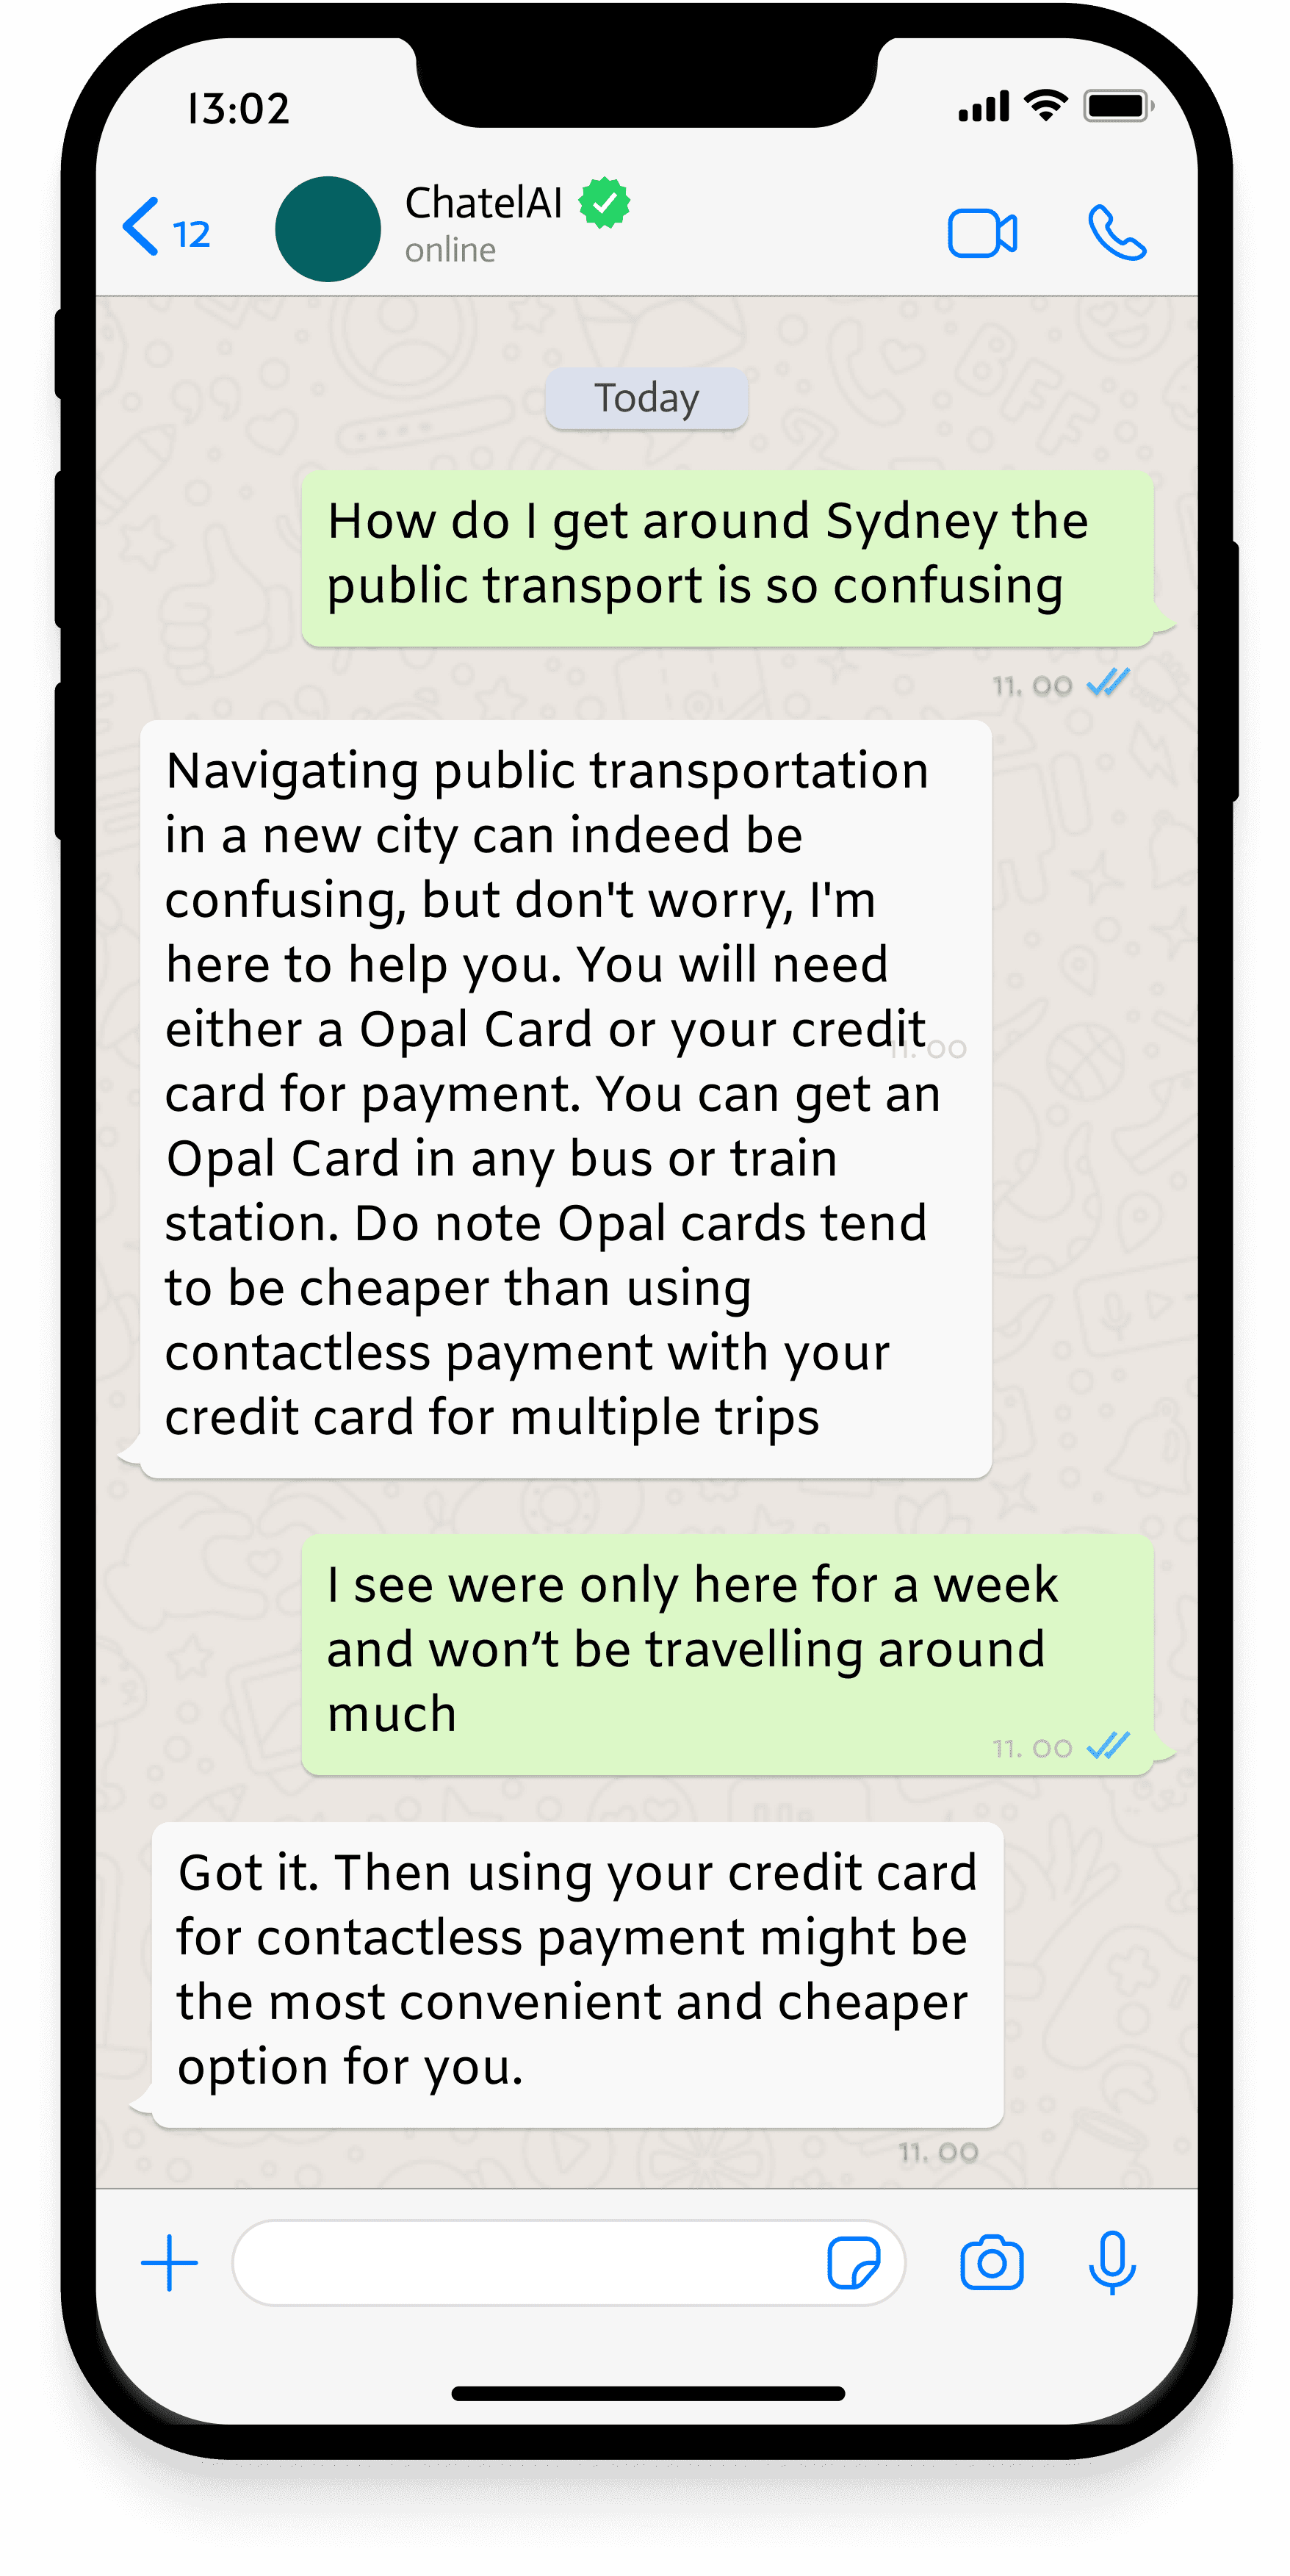 13:02
12
ChatelAI
online
Today
How do I get around Sydney the
public transport is so confusing
11. 00
Navigating public transportation
in a new city can indeed be
confusing, but don't worry, I'm
here to help you. You will need
either a Opal Card or your credit
11. 00
card for payment. You can get an
Opal Card in any bus or train
station. Do note Opal cards tend
to be cheaper than using
contactless payment with your
credit card for multiple trips
I see were only here for a week
and won’t be travelling around
much
11. 00
Got it. Then using your credit card
for contactless payment might be
the most convenient and cheaper
option for you.
11. 00